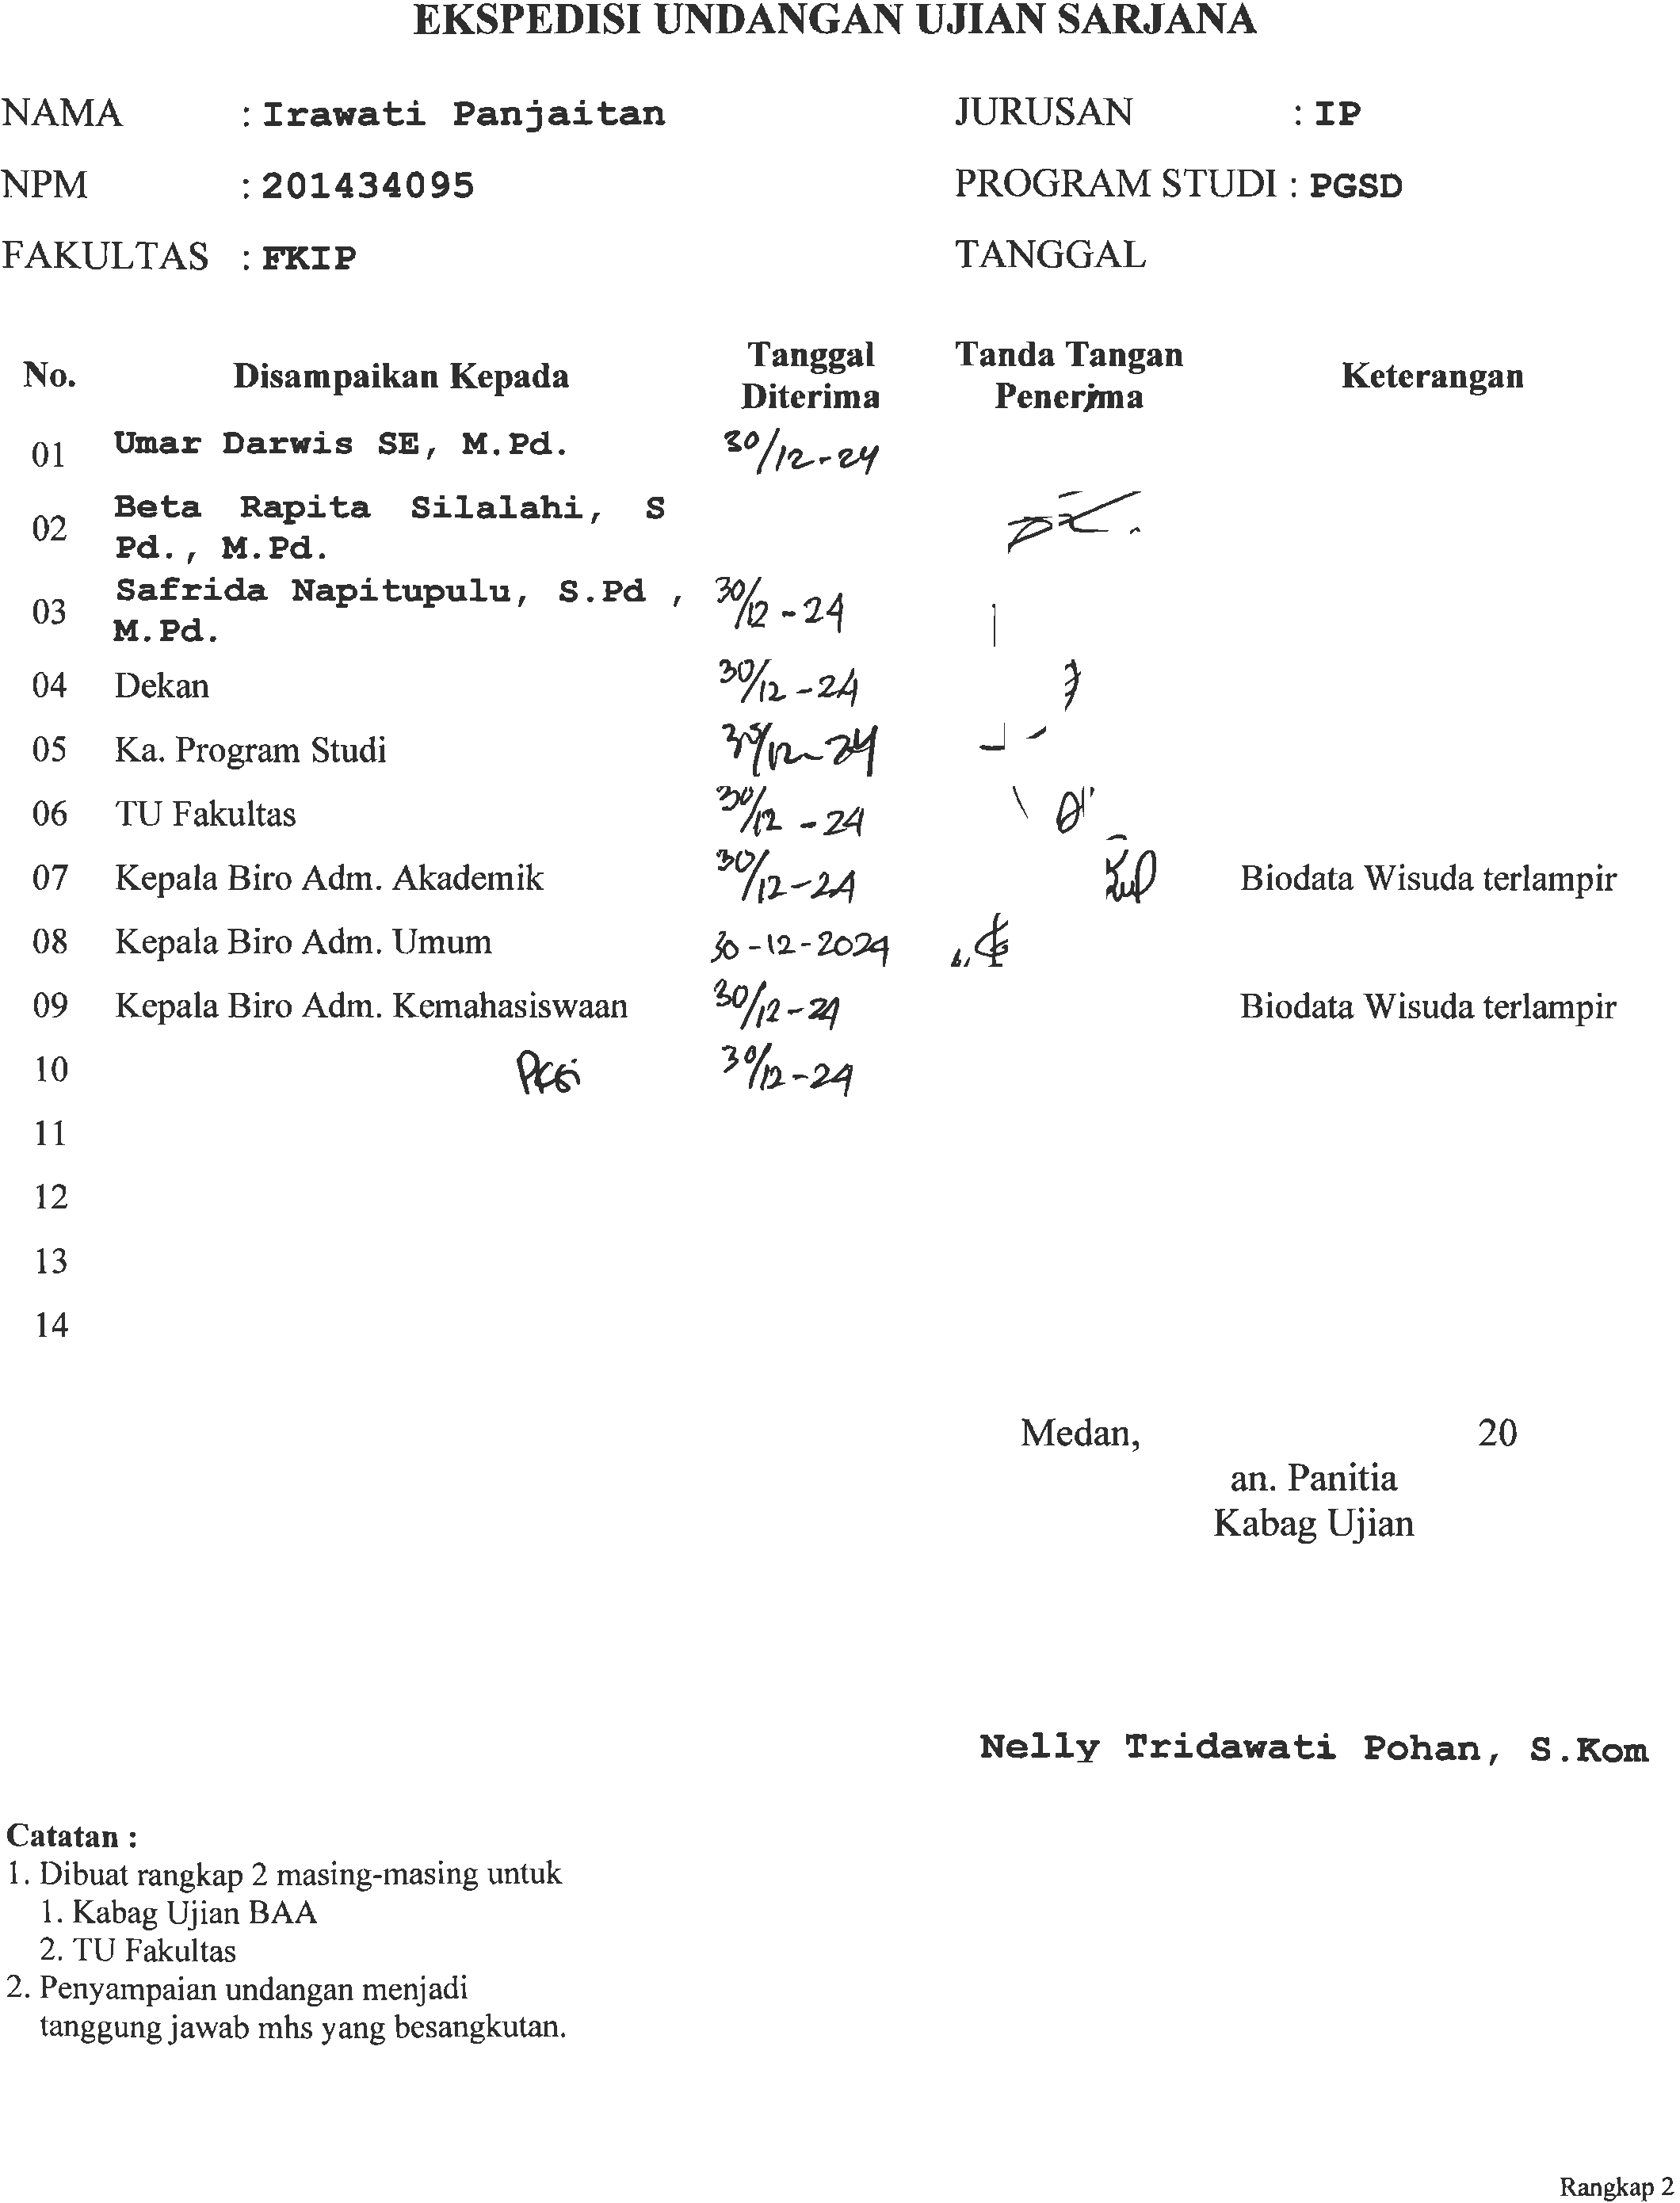 EKSPEDISI UNDANGAN UJIAN SARJANA
NAMA : Irawati Panjaitan JURUSAN : IP
NPM : 201434095 PROGRAM STUDI : PGSD
FAKULTAS : FKIP TANGGAL
No. Disampaikan Kepada Tanggal Diterima Tanda Tangan Penerima Keterangan
01 Umar Darwis SE, M.Pd. 30/12-24
02 Beta Rapita Silalahi, S
Pd., M.Pd.
03 Safrida Napitupulu, S.Pd , 30/12-24
M.Pd.
04 Dekan 30/12-24
05 Ka. Program Studi 30/12-24
06 TU Fakultas 30/12-24
07 Kepala Biro Adm. Akademik 30/12-24 Biodata Wisuda terlampir
08 Kepala Biro Adm. Umum 30-12-2024
09 Kepala Biro Adm. Kemahasiswaan 30/12-24 Biodata Wisuda terlampir
10 30/12-24
11
12
13
14
Medan, 20
an. Panitia
Kabag Ujian
Nelly Tridawati Pohan, S.Kom
Catatan :
1. Dibuat rangkap 2 masing-masing untuk
1. Kabag Ujian BAA
2. TU Fakultas
2. Penyampaian undangan menjadi
tanggung jawab mhs yang besangkutan.
Rangkap 2